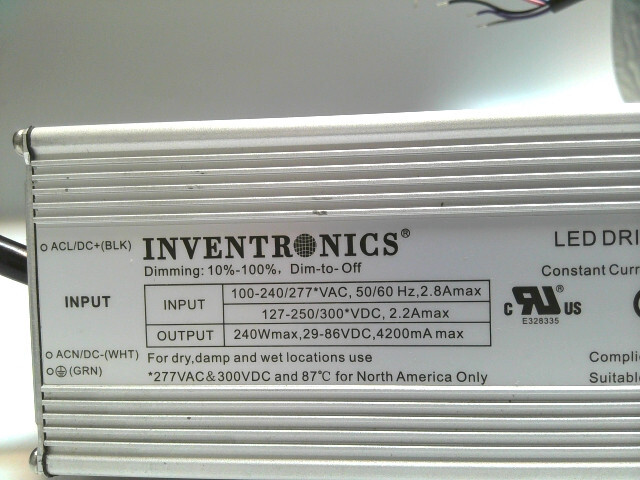 ACL/DC+(BLK)
INVENTRONICS®
Dimming: 10%-100%, Dim-to-Off
INPUT
INPUT
100-240/277*VAC, 50/60 Hz,2.8Amax
127-250/300*VDC, 2.2Amax
OUTPUT
240Wmax,29-86VDC,4200mA max
ACN/DC-(WHT)
(GRN)
For dry,damp and wet locations use
*277VAC&300VDC and 87℃ for North America Only
LED DRI
Constant Curr
C RU® US
E328335
Compli
Suitabl